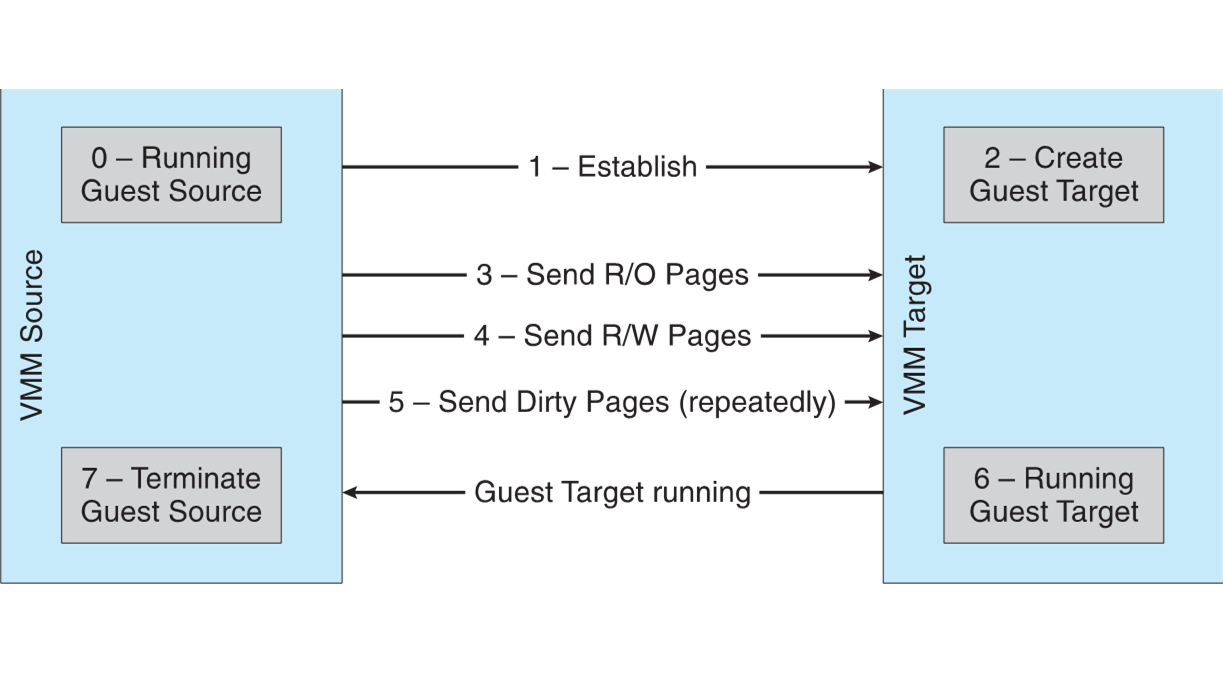 0 – Running
Guest Source
1 – Establish
2 – Create
Guest Target
3 – Send R/O Pages
4 – Send R/W Pages
5 – Send Dirty Pages (repeatedly)
VMM Source
VMM Target
7 – Terminate
Guest Source
Guest Target running
6 – Running
Guest Target